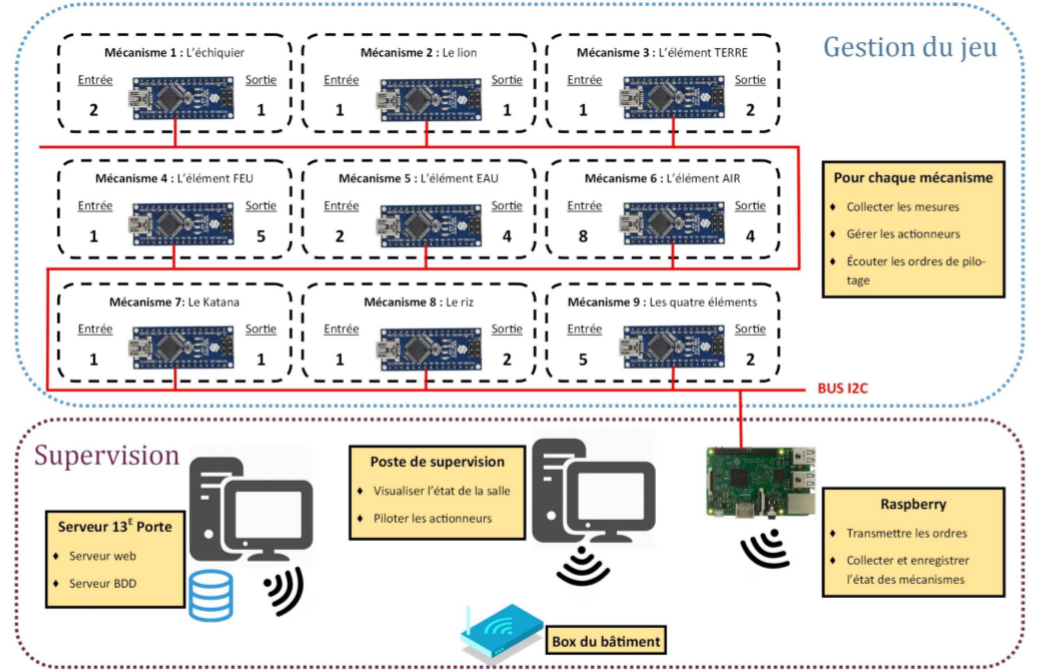 Gestion du jeu
Mécanisme 1 : L'échiquier
Entrée
Sortie
2
1
Mécanisme 2 : Le lion
Entrée
Sortie
1
1
Mécanisme 3 : L'élément TERRE
Entrée
Sortie
1
2
Mécanisme 4 : L'élément FEU
Entrée
Sortie
1
5
Mécanisme 5 : L'élément EAU
Entrée
Sortie
2
4
Mécanisme 6 : L'élément AIR
Entrée
Sortie
8
4
Pour chaque mécanisme
♦ Collecter les mesures
♦ Gérer les actionneurs
♦ Écouter les ordres de pilo-
tage
Mécanisme 7: Le Katana
Entrée
Sortie
1
1
Mécanisme 8 : Le riz
Entrée
Sortie
1
2
Mécanisme 9 : Les quatre éléments
Entrée
Sortie
5
2
BUS I2C
Supervision
Serveur 13E Porte
♦ Serveur web
♦ Serveur BDD
Poste de supervision
♦ Visualiser l'état de la salle
♦ Piloter les actionneurs
Raspberry
♦ Transmettre les ordres
♦ Collecter et enregistrer
l'état des mécanismes
Box du bâtiment